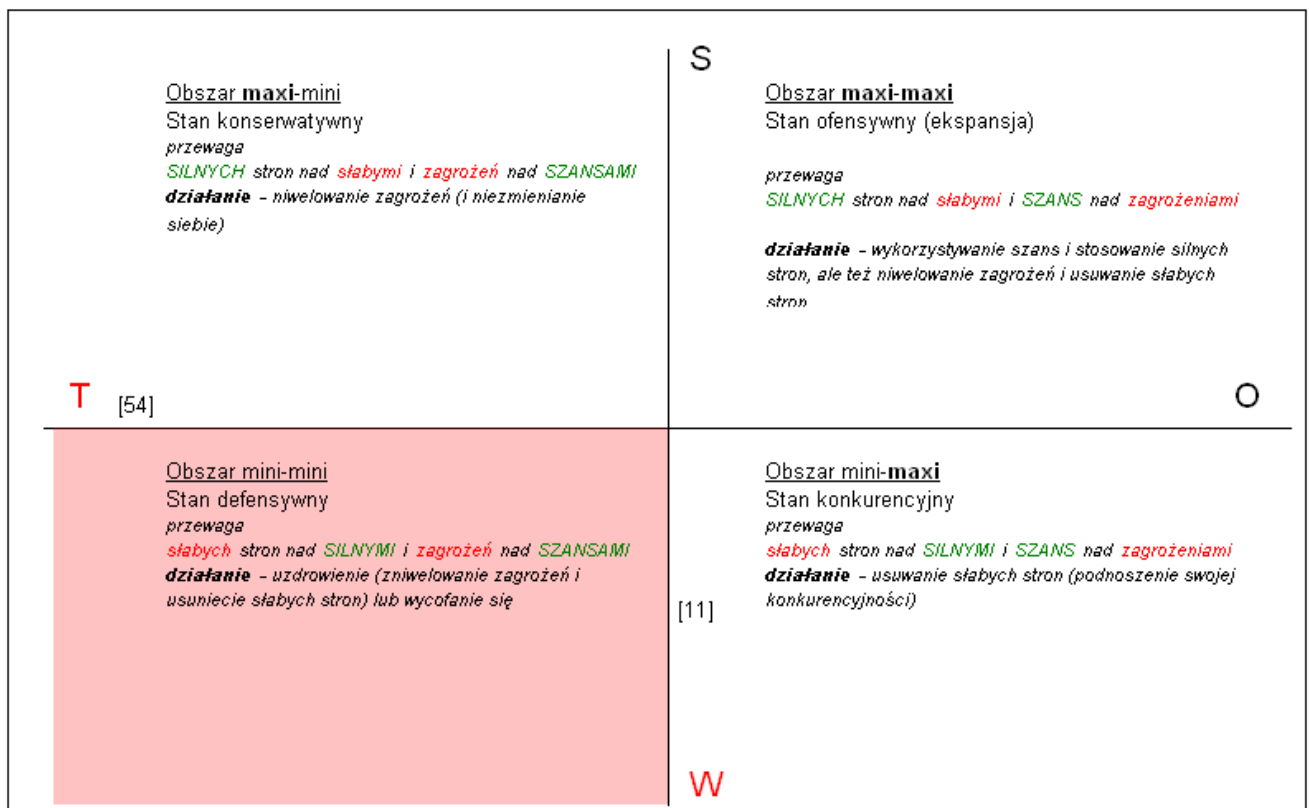 S
Obszar maxi-mini
Stan konserwatywny
przewaga
SILNYCH stron nad słabymi i zagrożeń nad SZANSAMI
działanie – niwelowanie zagrożeń (i niezmienianie
siebie)
Obszar maxi-maxi
Stan ofensywny (ekspansja)
przewaga
SILNYCH stron nad słabymi i SZANS nad zagrożeniami
działanie – wykorzystywanie szans i stosowanie silnych
stron, ale też niwelowanie zagrożeń i usuwanie słabych
stron
T [54]
O
Obszar mini-mini
Stan defensywny
przewaga
słabych stron nad SILNYMI i zagrożeń nad SZANSAMI
działanie – uzdrowienie (zniwelowanie zagrożeń i
usuniecie słabych stron) lub wycofanie się
Obszar mini-maxi
Stan konkurencyjny
przewaga
słabych stron nad SILNYMI i SZANS nad zagrożeniami
działanie – usuwanie słabych stron (podnoszenie swojej
konkurencyjności)
[11]
W